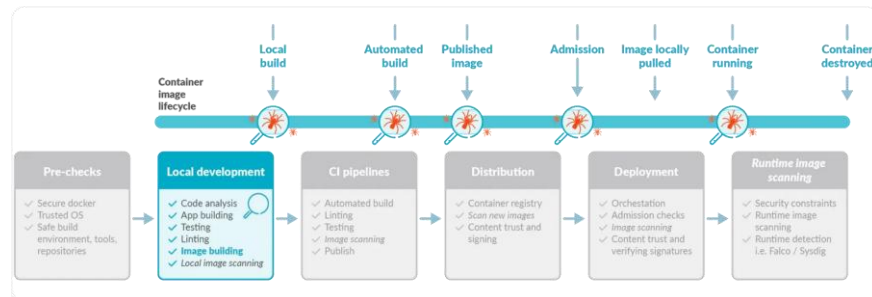 Local
build
Automated
build
Published
image
Admission
Image locally
pulled
Container
running
Container
destroyed
Container
image
lifecycle
Pre-checks
Secure docker
Trusted OS
Safe build
environment, tools,
repositories
Local development
Code analysis
App building
Testing
Linting
Image building
Local image scanning
CI pipelines
Automated build
Linting
Testing
Image scanning
Publish
Distribution
Container registry
Scan new images
Content trust and
signing
Deployment
Orchestration
Admission checks
Image scanning
Content trust and
verifying signatures
Runtime image
scanning
Security constraints
Runtime image
scanning
Runtime detection
i.e. Falco / Sysdig